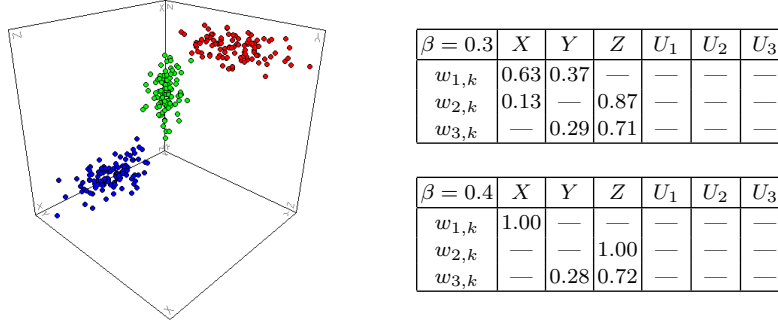 X
Z
Z
Y
β = 0.3 X Y Z U1 U2 U3
w1,k 0.63 0.37 — — — —
w2,k 0.13 — 0.87 — — —
w3,k — 0.29 0.71 — — —
β = 0.4 X Y Z U1 U2 U3
w1,k 1.00 — — — — —
w2,k — — 1.00 — — —
w3,k — 0.28 0.72 — — —
X
Y
Z
Y
X